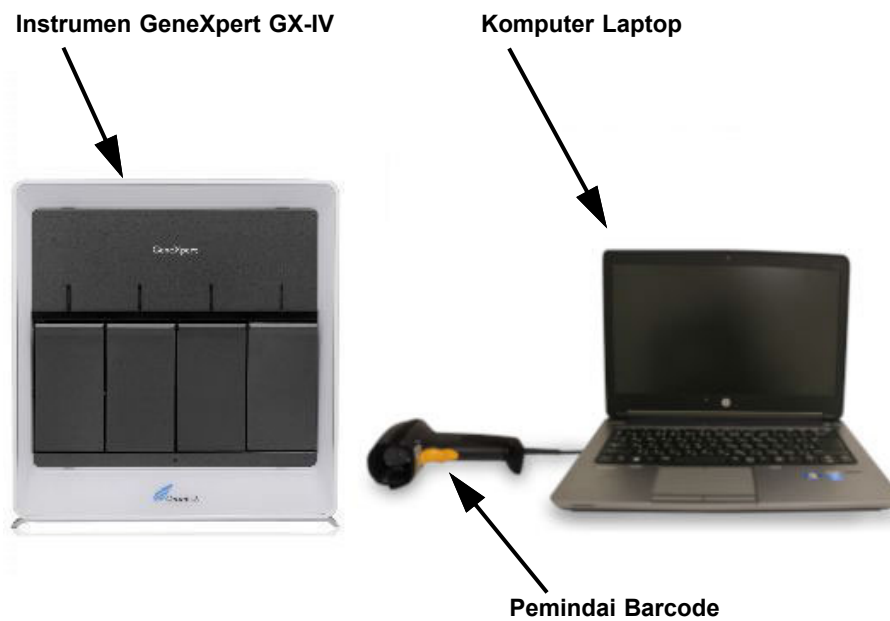 Instrumen GeneXpert GX-IV
Komputer Laptop
GeneXpert
Pemindai Barcode